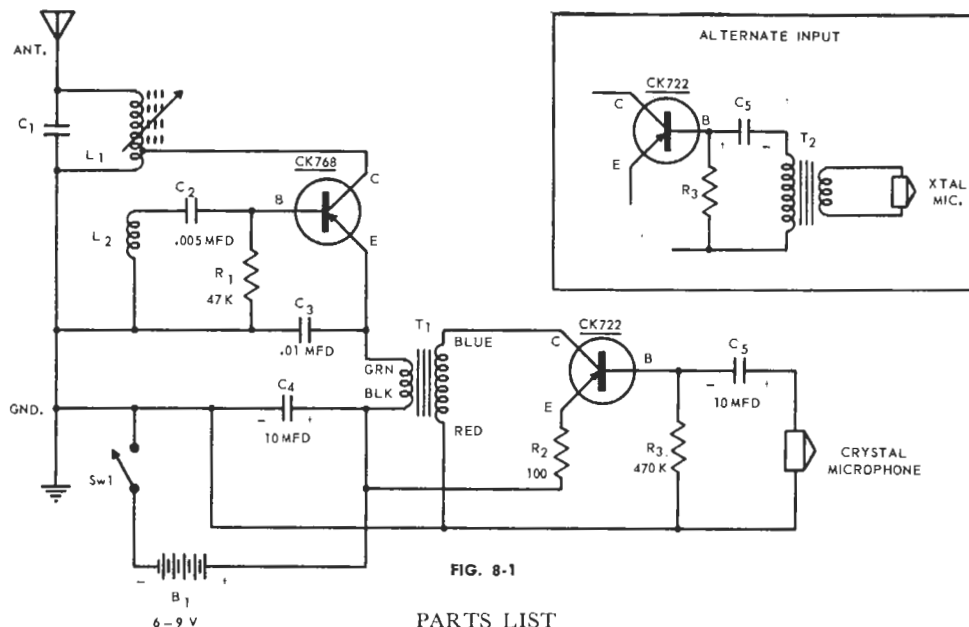 ANT.
C1
L1
CK768
C
B
E
C2
.005 MFD
L2
R1
47 K
C3
.01 MFD
T1
GRN
BLK
BLUE
RED
GND.
C4
- +
10 MFD
Sw1
- +
B1
6-9 V
CK722
C
B
E
R2
100
R3.
470 K
C5
- +
10 MFD
CRYSTAL
MICROPHONE
ALTERNATE INPUT
CK722
C
B
E
C5
+ -
R3
T2
XTAL
MIC.
FIG. 8-1
PARTS LIST